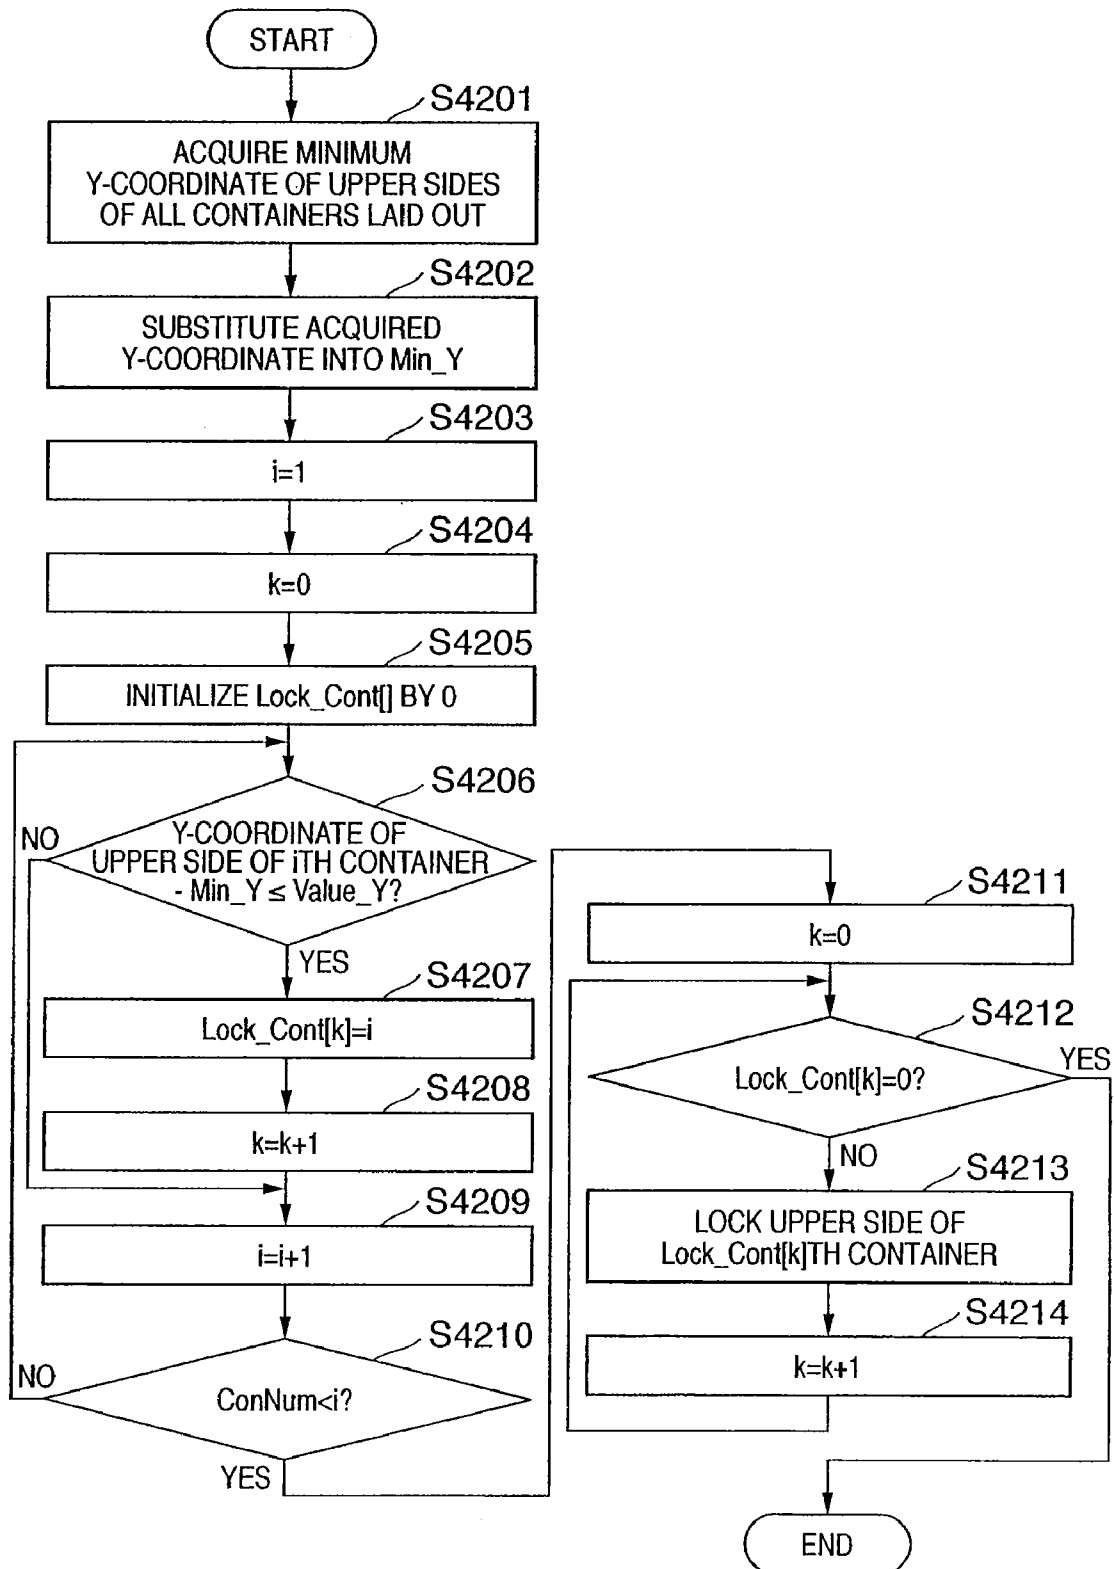 START
S4201
ACQUIRE MINIMUM
Y-COORDINATE OF UPPER SIDES
OF ALL CONTAINERS LAID OUT
S4202
SUBSTITUTE ACQUIRED
Y-COORDINATE INTO Min_Y
S4203
i=1
S4204
k=0
S4205
INITIALIZE Lock_Cont[] BY 0
S4206
Y-COORDINATE OF
UPPER SIDE OF iTH CONTAINER
- Min_Y ≤ Value_Y?
NO
YES
S4207
Lock_Cont[k]=i
S4208
k=k+1
S4209
i=i+1
S4210
ConNum<i?
NO
YES
S4211
k=0
S4212
Lock_Cont[k]=0?
YES
NO
S4213
LOCK UPPER SIDE OF
Lock_Cont[k]TH CONTAINER
S4214
k=k+1
END